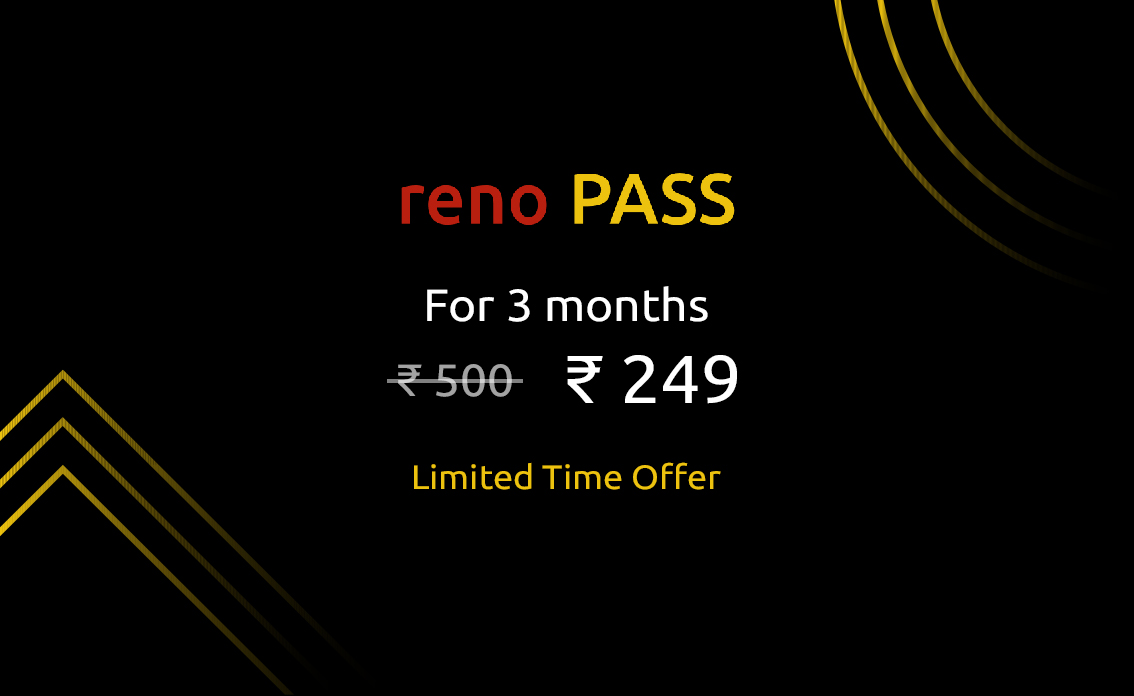 reno PASS
For 3 months
₹ 500 ₹ 249
Limited Time Offer